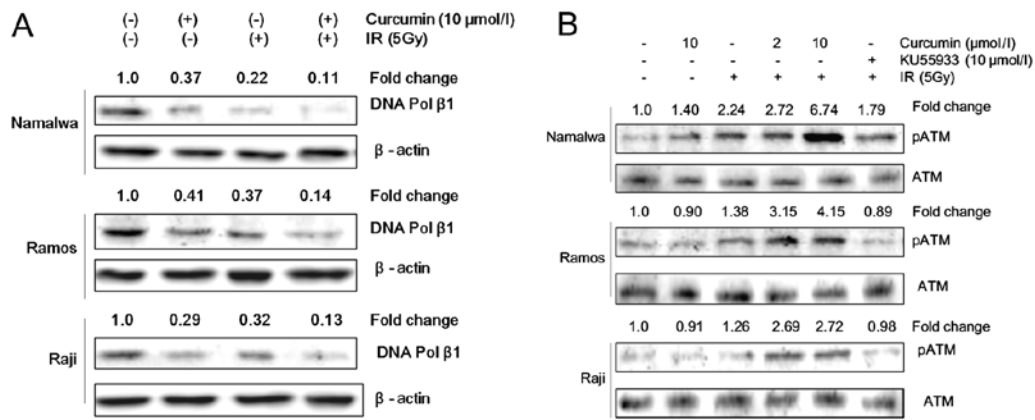 A
(-) (+) (-) (+) Curcumin (10 µmol/l)
(-) (-) (+) (+) IR (5Gy)
1.0 0.37 0.22 0.11 Fold change
DNA Pol β1
Namalwa
β - actin
1.0 0.41 0.37 0.14 Fold change
DNA Pol β1
Ramos
β - actin
1.0 0.29 0.32 0.13 Fold change
DNA Pol β1
Raji
β - actin
B
- 10 - 2 10 - Curcumin (µmol/l)
- - - - - + KU55933 (10 µmol/l)
- - + + + + IR (5Gy)
1.0 1.40 2.24 2.72 6.74 1.79 Fold change
Namalwa pATM
ATM
1.0 0.90 1.38 3.15 4.15 0.89 Fold change
pATM
Ramos
ATM
1.0 0.91 1.26 2.69 2.72 0.98 Fold change
pATM
Raji
ATM